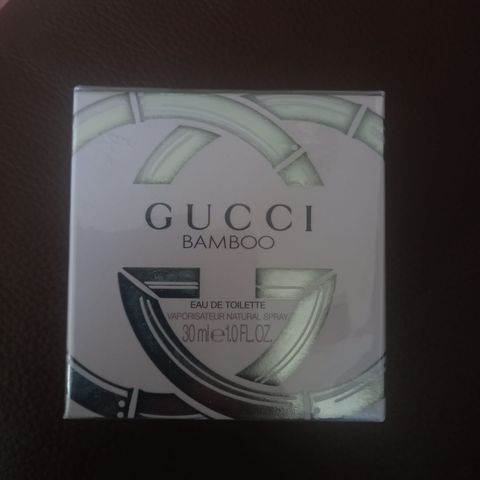 GUCCI
BAMBOO
EAU DE TOILETTE
VAPORISATEUR NATURAL SPRAY
30 ml ℮ 1.0 FL.OZ.